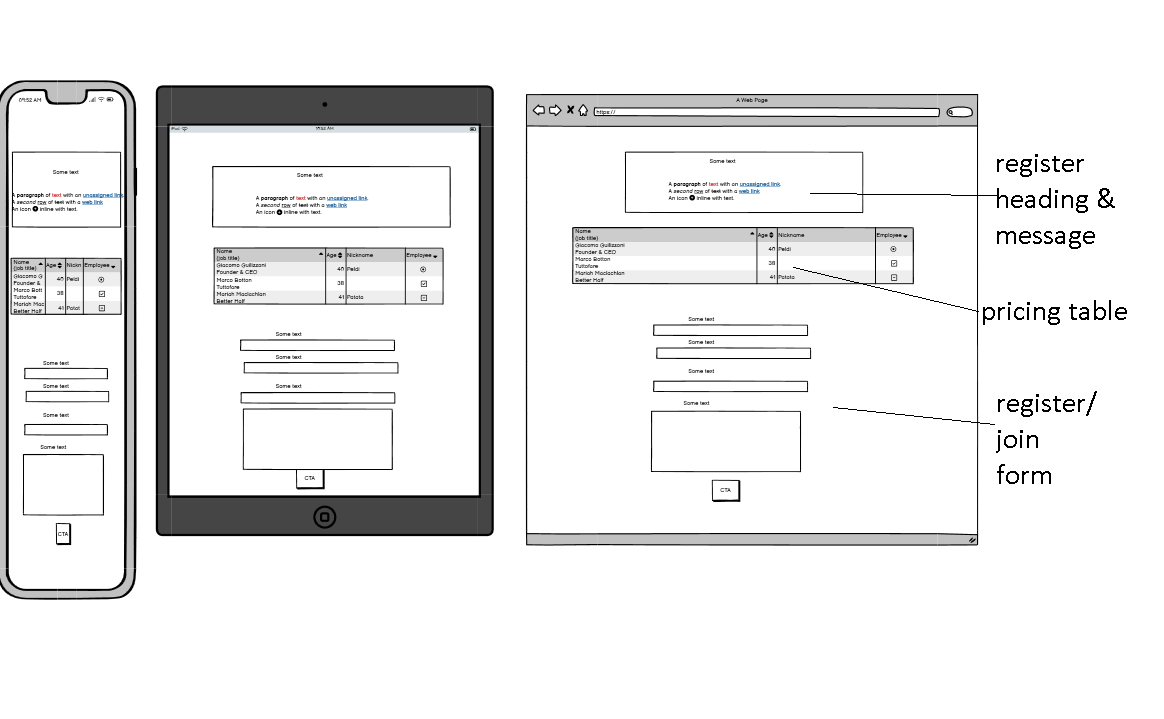 09:52 AM
Some text
A paragraph of text with an unassigned link
A second row of text with a web link
An icon inline with text.
Name
(job title)
Age
Nickn
Employee
Giacomo G
Founder &
40
Peldi
Marco Bott
Tuttofare
38
Mariah Mac
Better Half
41
Potat
Some text
Some text
Some text
Some text
CTA
iPad
09:52 AM
Some text
A paragraph of text with an unassigned link.
A second row of text with a web link
An icon inline with text.
Name
(job title)
Age
Nickname
Employee
Giacomo Guilizzoni
Founder & CEO
40
Peldi
Marco Botton
Tuttofare
38
Mariah Maclachlan
Better Half
41
Patata
Some text
Some text
Some text
CTA
A Web Page
https://
Some text
A paragraph of text with an unassigned link.
A second row of text with a web link
An icon inline with text.
Name
(job title)
Age
Nickname
Employee
Giacomo Guilizzoni
Founder & CEO
40
Peldi
Marco Botton
Tuttofare
38
Mariah Maclachlan
Better Half
41
Patata
Some text
Some text
Some text
Some text
CTA
register
heading &
message
pricing table
register/
join
form